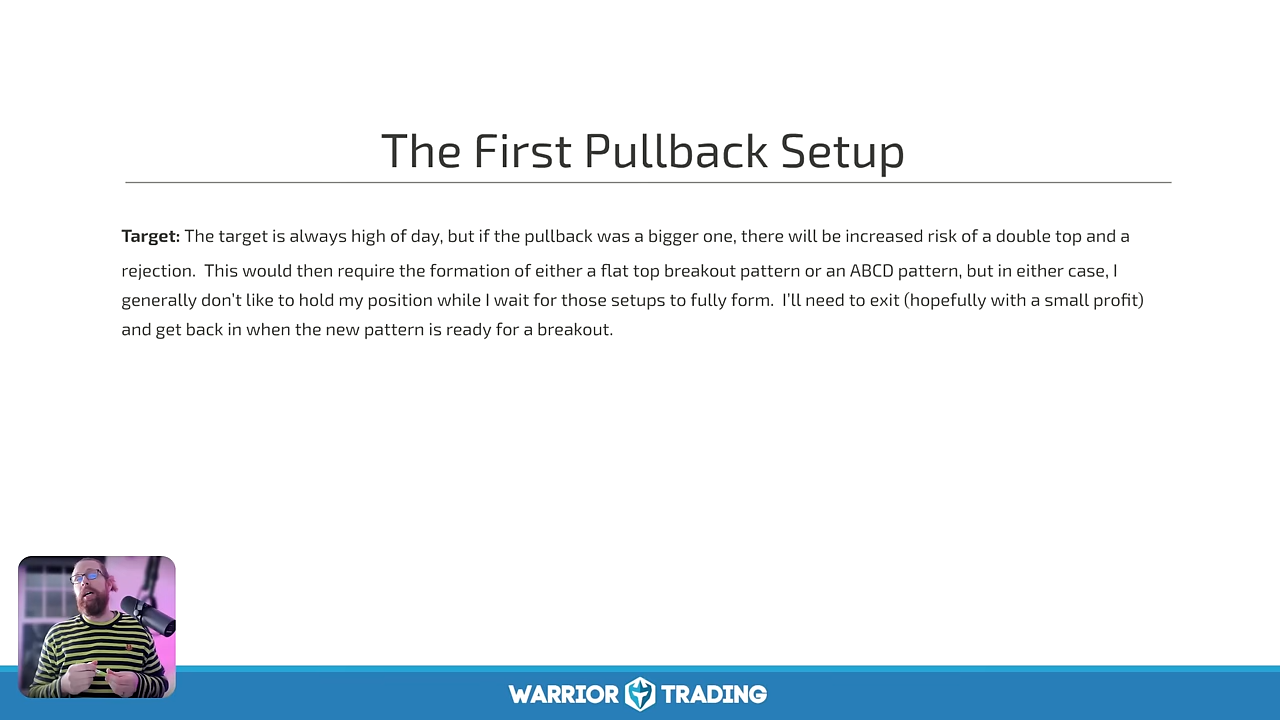 The First Pullback Setup
Target: The target is always high of day, but if the pullback was a bigger one, there will be increased risk of a double top and a
rejection.  This would then require the formation of either a flat top breakout pattern or an ABCD pattern, but in either case, I
generally don't like to hold my position while I wait for those setups to fully form.  I'll need to exit (hopefully with a small profit)
and get back in when the new pattern is ready for a breakout.
WARRIOR TRADING